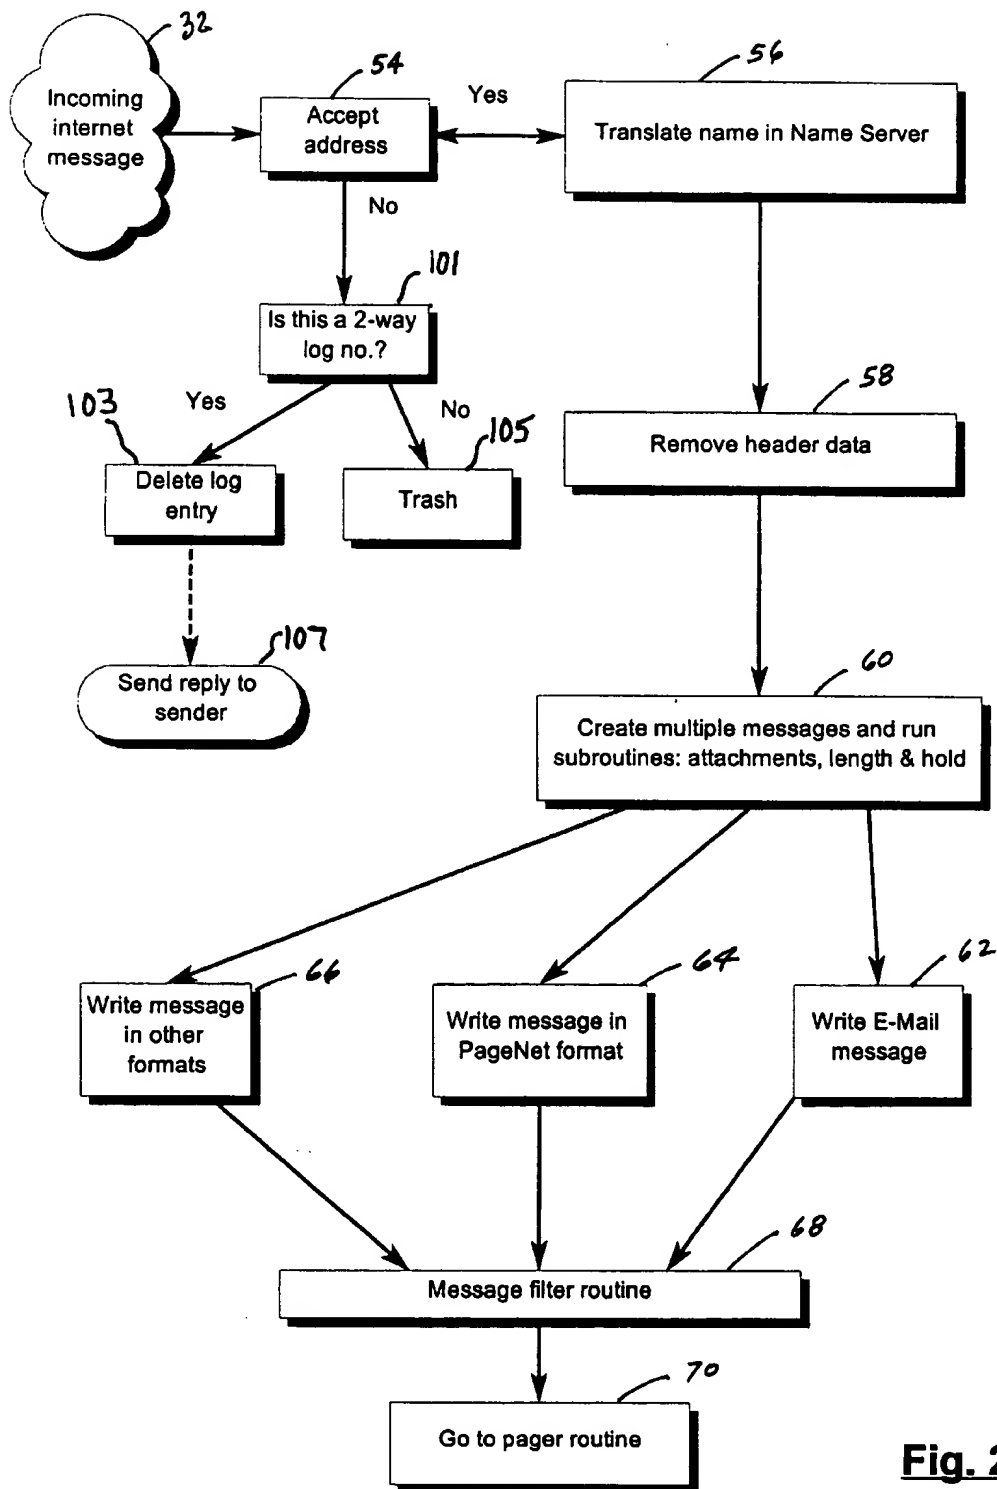 32
Incoming
internet
message
54
Accept
address
Yes
56
Translate name in Name Server
No
101
Is this a 2-way
log no.?
Yes
No
103
Delete log
entry
105
Trash
58
Remove header data
107
Send reply to
sender
60
Create multiple messages and run
subroutines: attachments, length & hold
66
Write message
in other
formats
64
Write message in
PageNet format
62
Write E-Mail
message
68
Message filter routine
70
Go to pager routine
Fig. 2